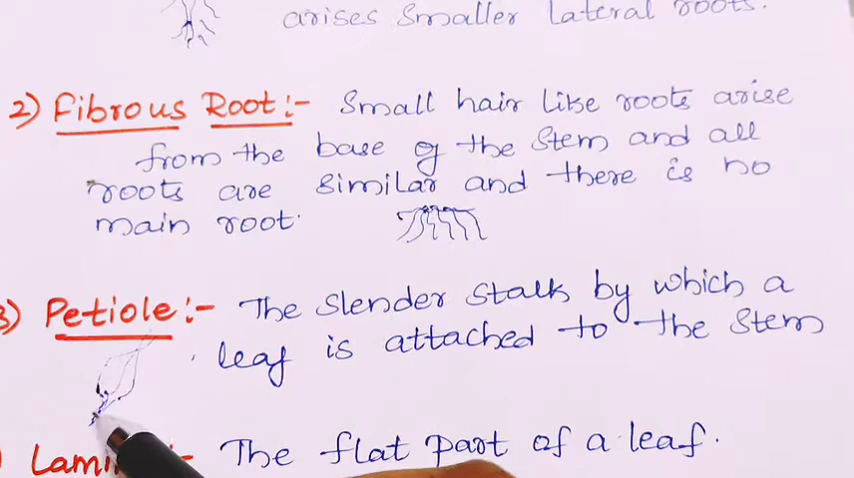 arises Smaller lateral roots.
2) Fibrous Root :- Small hair like roots arise
from the base of the Stem and all
roots are similar and there is no
main root.
3) Petiole :- The slender stalk by which a
leaf is attached to the Stem
The flat part of a leaf.